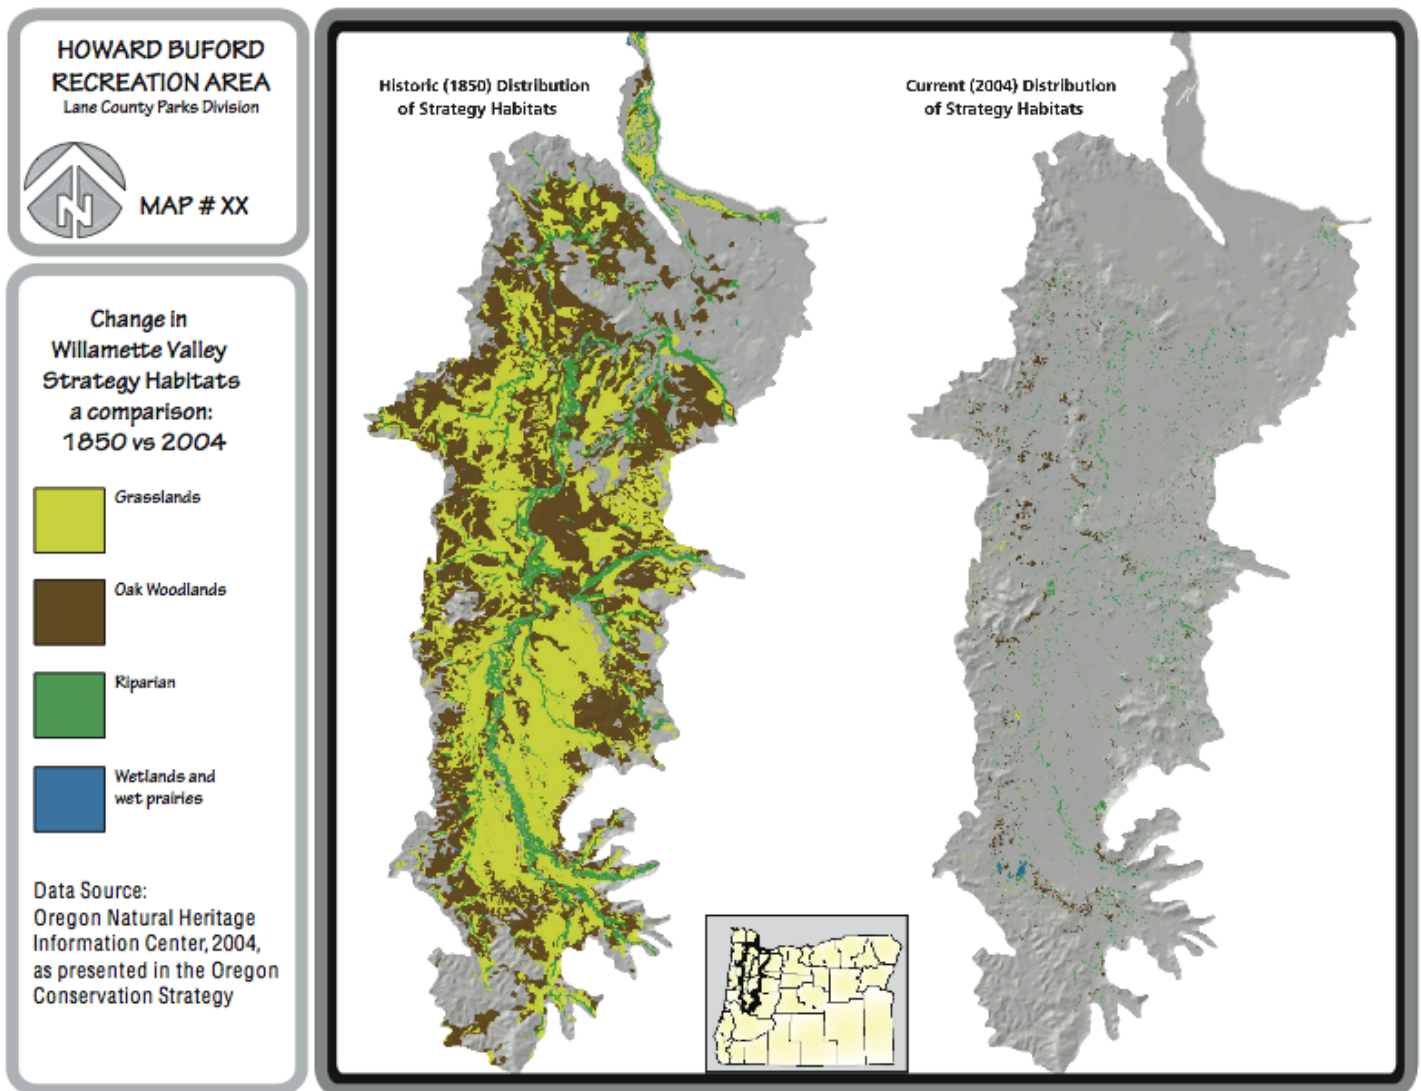 HOWARD BUFORD
RECREATION AREA
Lane County Parks Division
N
MAP # XX
Change in
Willamette Valley
Strategy Habitats
a comparison:
1850 vs 2004
Grasslands
Oak Woodlands
Riparian
Wetlands and
wet prairies
Data Source:
Oregon Natural Heritage
Information Center, 2004,
as presented in the Oregon
Conservation Strategy
Historic (1850) Distribution
of Strategy Habitats
Current (2004) Distribution
of Strategy Habitats